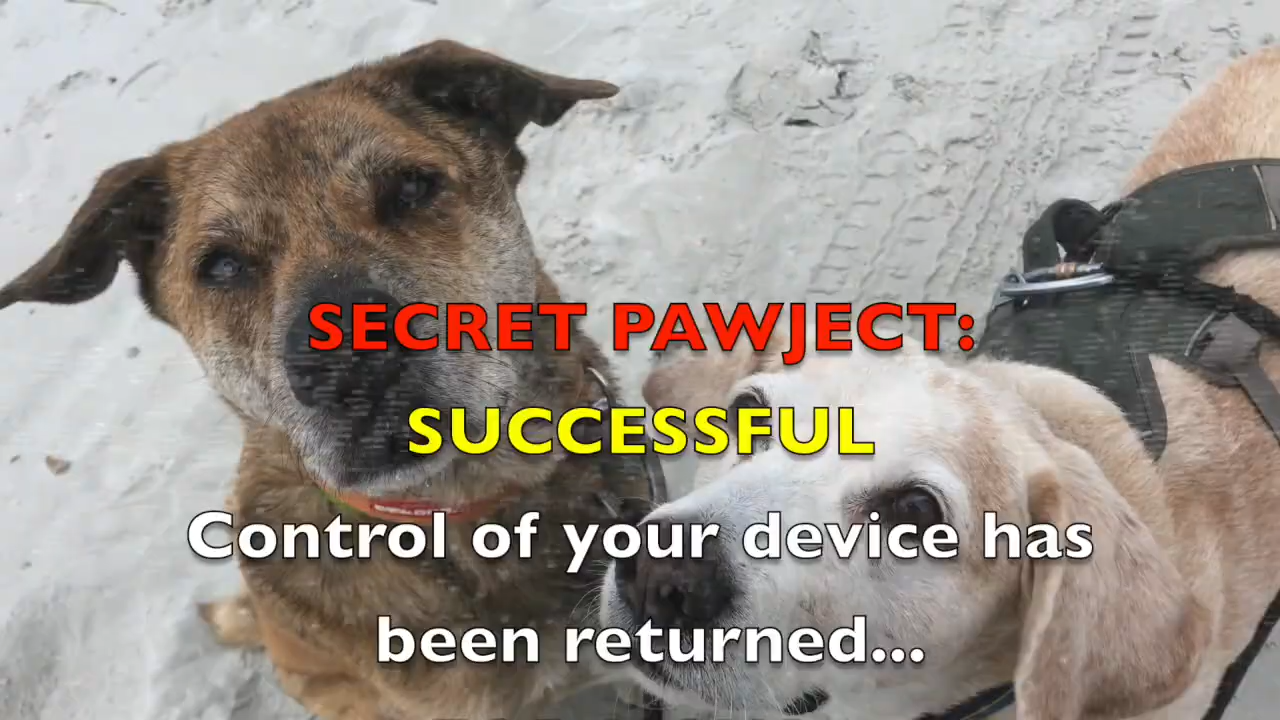 SECRET PAWJECT:
SUCCESSFUL
Control of your device has
been returned...